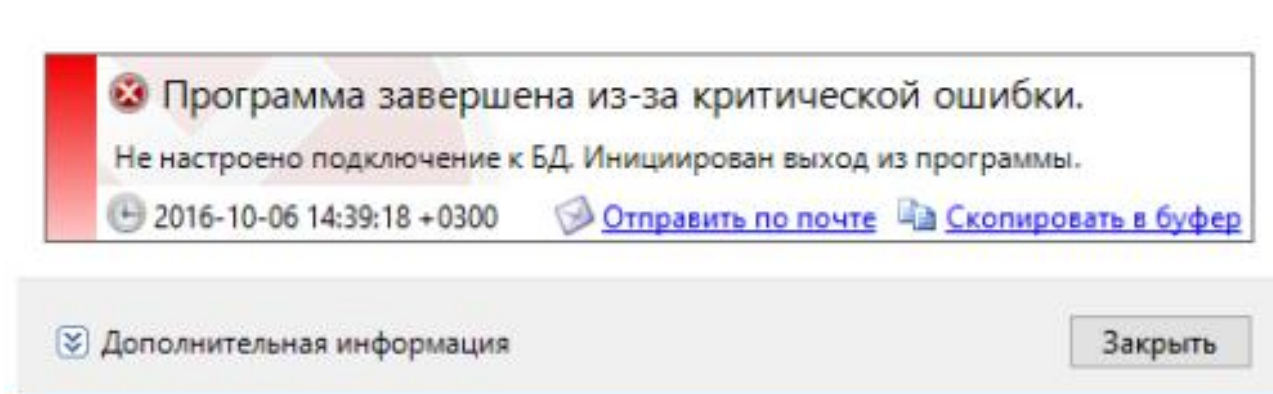 Программа завершена из-за критической ошибки.
Не настроено подключение к БД. Инициирован выход из программы.
2016-10-06 14:39:18 +0300 Отправить по почте Скопировать в буфер
Дополнительная информация Закрыть